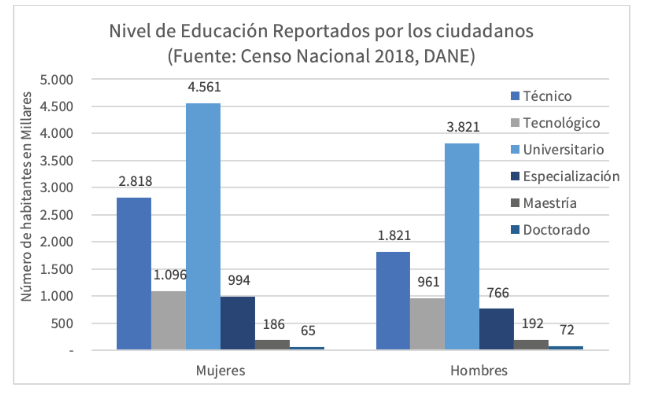 Nivel de Educación Reportados por los ciudadanos
(Fuente: Censo Nacional 2018, DANE)
Número de habitantes en Millares
5.000
4.500
4.000
3.500
3.000
2.500
2.000
1.500
1.000
500
-
2.818
1.096
4.561
994
186
65
1.821
961
3.821
766
192
72
Mujeres
Hombres
Técnico
Tecnológico
Universitario
Especialización
Maestría
Doctorado